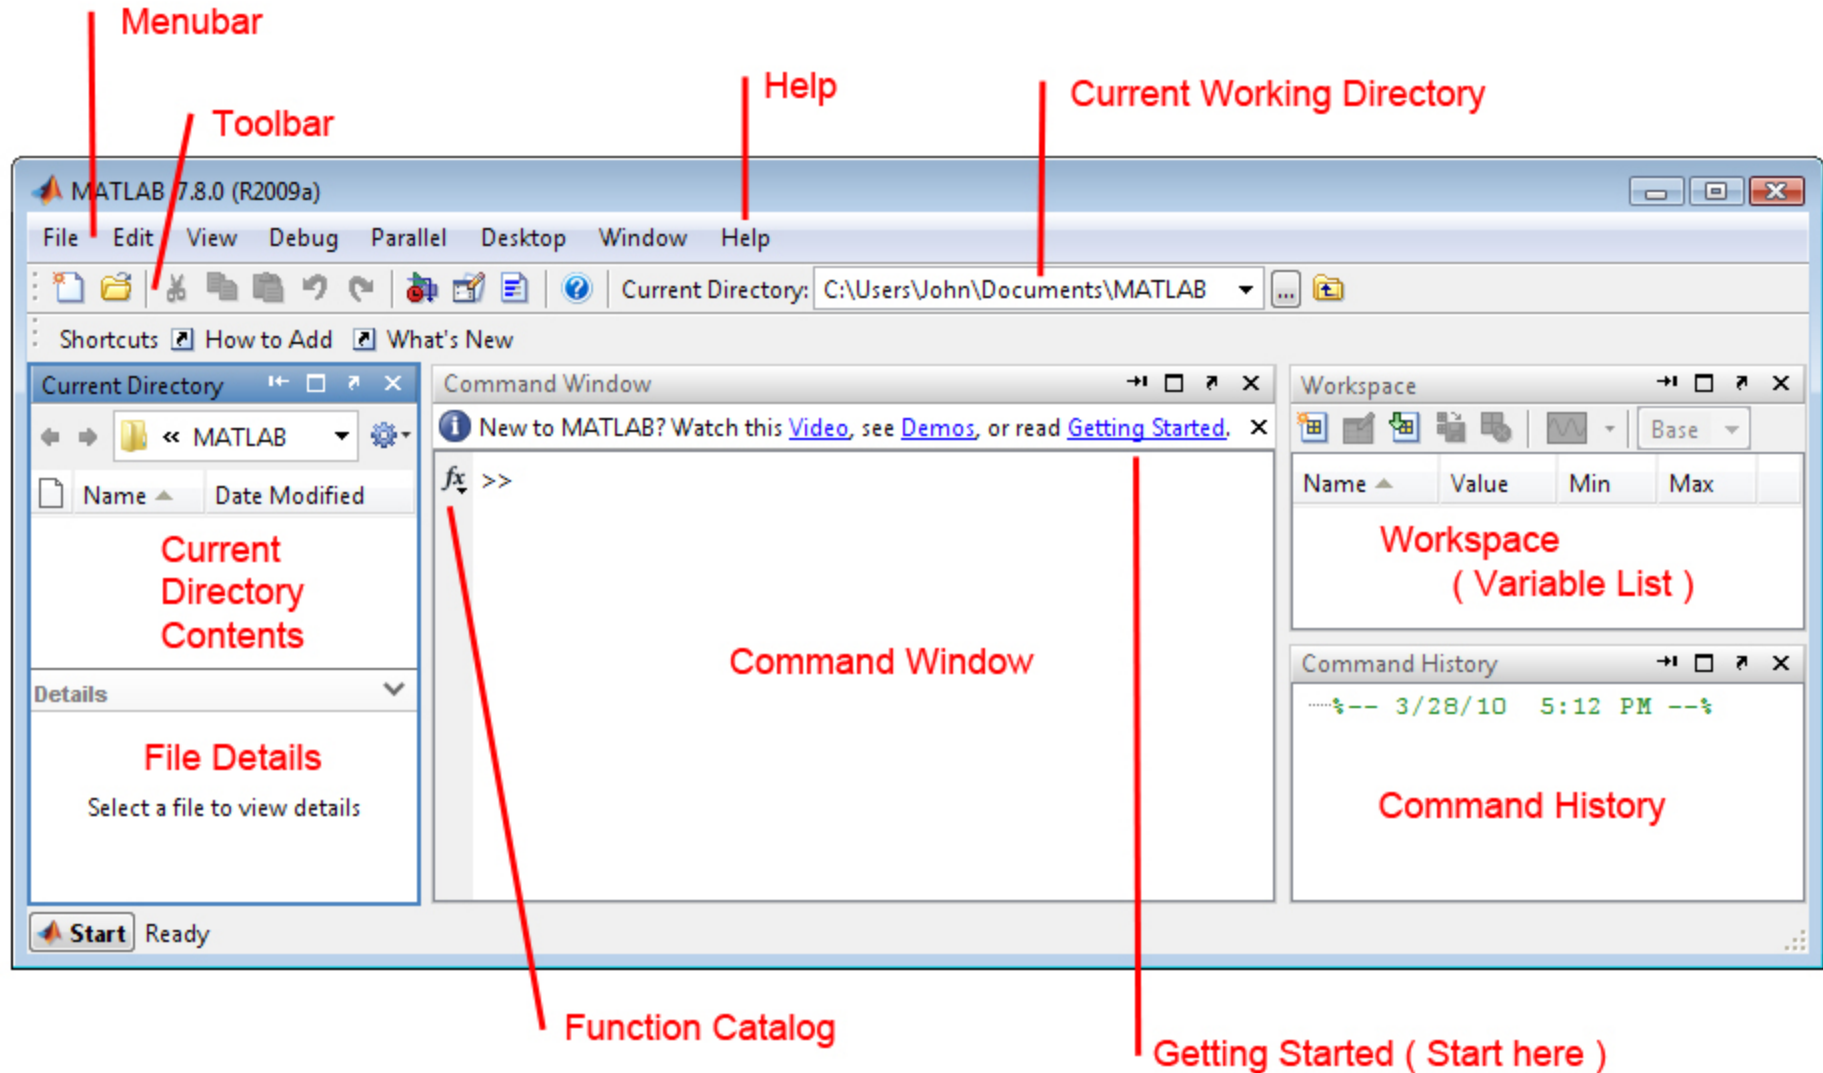 Menubar
Help
Current Working Directory
Toolbar
MATLAB 7.8.0 (R2009a)
File Edit View Debug Parallel Desktop Window Help
Current Directory: C:\Users\John\Documents\MATLAB ...
Shortcuts How to Add What's New
Current Directory
« MATLAB
Name Date Modified
Current
Directory
Contents
Details
File Details
Select a file to view details
Command Window
New to MATLAB? Watch this Video, see Demos, or read Getting Started.
fx >>
Command Window
Workspace
Base
Name Value Min Max
Workspace
( Variable List )
Command History
%-- 3/28/10 5:12 PM --%
Command History
Start Ready
Function Catalog
Getting Started ( Start here )